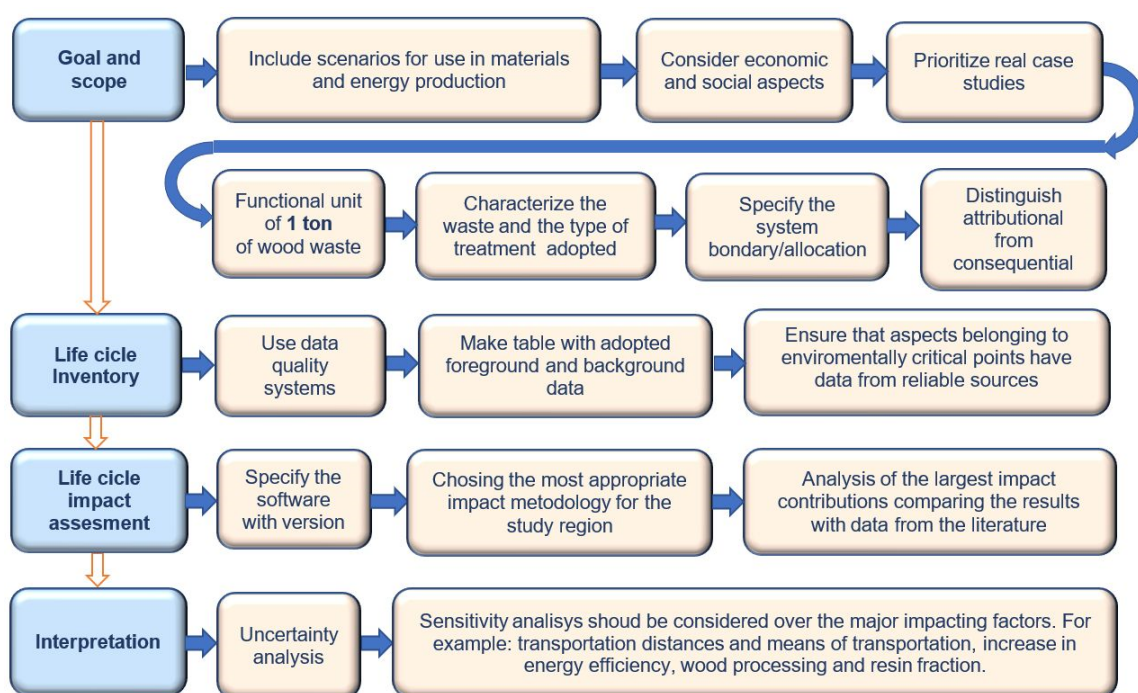 Goal and
scope
Include scenarios for use in materials
and energy production
Consider economic
and social aspects
Prioritize real case
studies
Functional unit
of 1 ton
of wood waste
Characterize the
waste and the type of
treatment adopted
Specify the
system
bondary/allocation
Distinguish
attributional
from
consequential
Life cicle
Inventory
Use data
quality
systems
Make table with adopted
foreground and background
data
Ensure that aspects belonging to
enviromentally critical points have
data from reliable sources
Life cicle
impact
assesment
Specify the
software
with version
Chosing the most appropriate
impact metodology for the
study region
Analysis of the largest impact
contributions comparing the results
with data from the literature
Interpretation
Uncertainty
analysis
Sensitivity analisys shoud be considered over the major impacting factors. For
example: transportation distances and means of transportation, increase in
energy efficiency, wood processing and resin fraction.